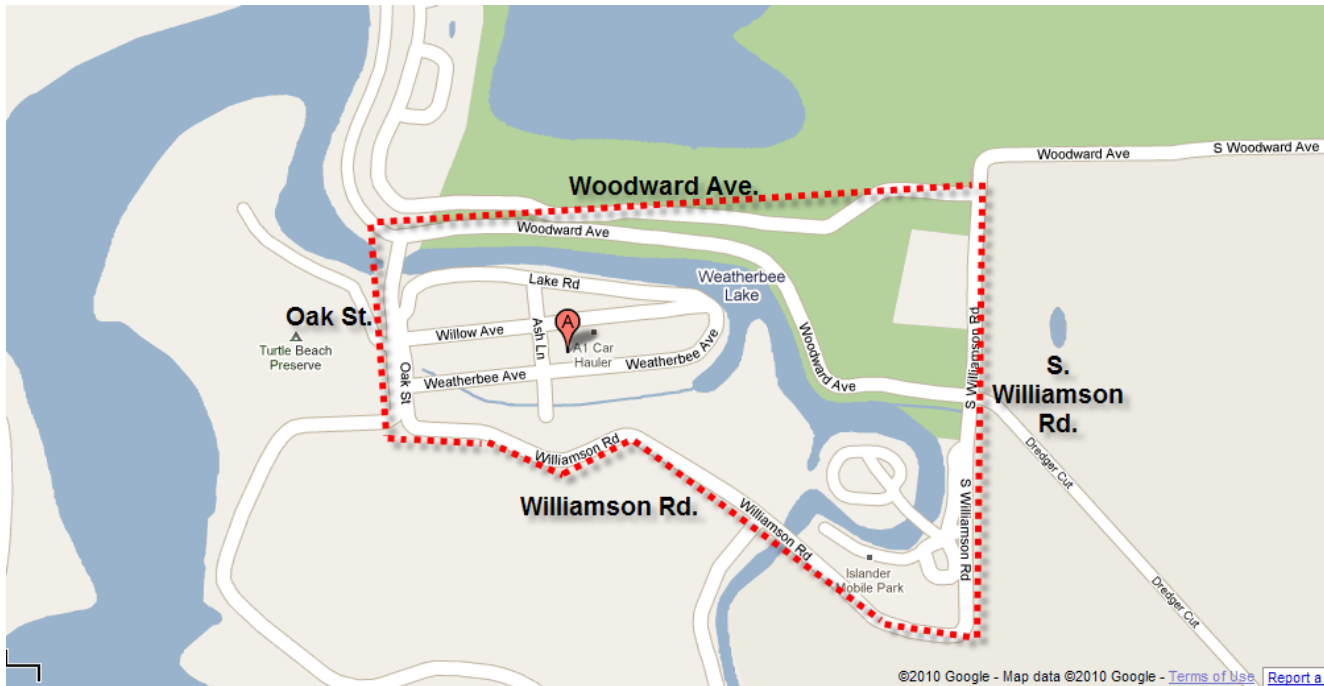 Woodward Ave
S Woodward Ave
Woodward Ave.
Woodward Ave
Weatherbee
Lake
Lake Rd
Oak St.
Willow Ave
Ash Ln
A
A1 Car
Hauler
Turtle Beach
Preserve
Weatherbee Ave
Weatherbee Ave
Oak St
Woodward Ave
S Williamson Rd
S.
Williamson
Rd.
Dredger Cut
Williamson Rd
Williamson Rd.
Williamson Rd
S Williamson Rd
Islander
Mobile Park
Dredger Cut
©2010 Google - Map data ©2010 Google - Terms of Use
Report a